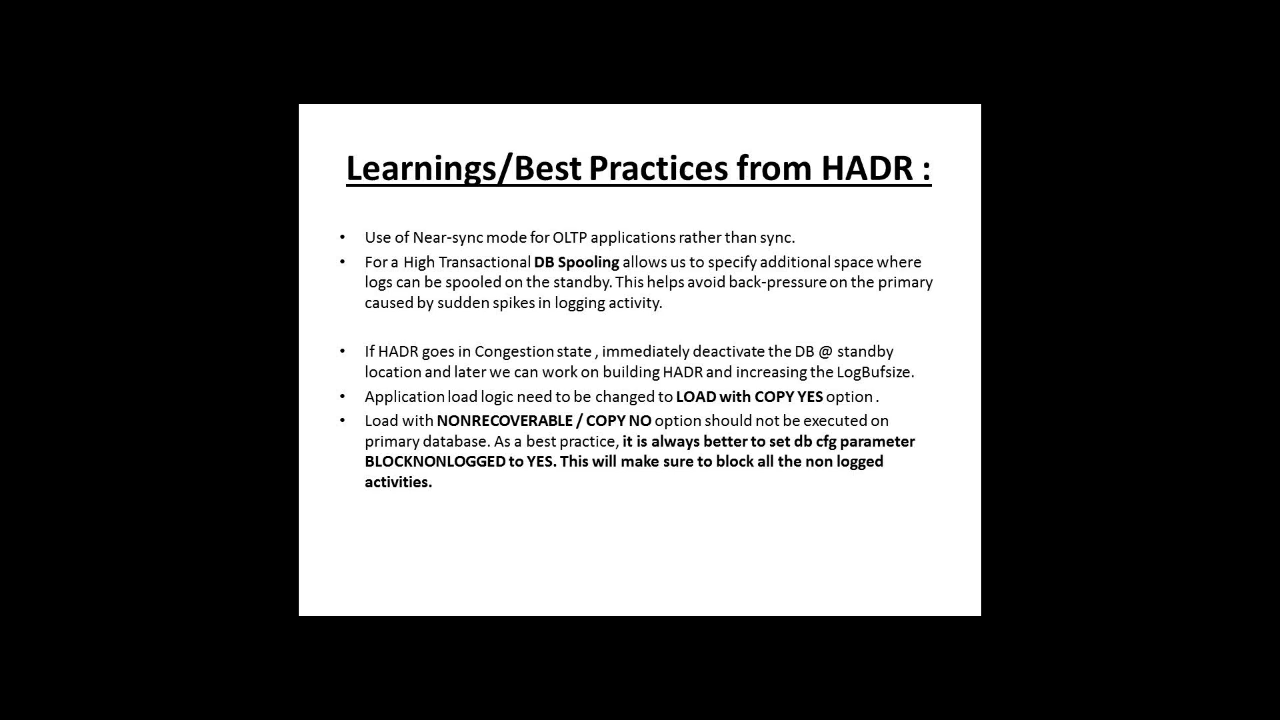 Learnings/Best Practices from HADR :
• Use of Near-sync mode for OLTP applications rather than sync.
• For a High Transactional DB Spooling allows us to specify additional space where
logs can be spooled on the standby. This helps avoid back-pressure on the primary
caused by sudden spikes in logging activity.
• If HADR goes in Congestion state , immediately deactivate the DB @ standby
location and later we can work on building HADR and increasing the LogBufsize.
• Application load logic need to be changed to LOAD with COPY YES option .
• Load with NONRECOVERABLE / COPY NO option should not be executed on
primary database. As a best practice, it is always better to set db cfg parameter
BLOCKNONLOGGED to YES. This will make sure to block all the non logged
activities.